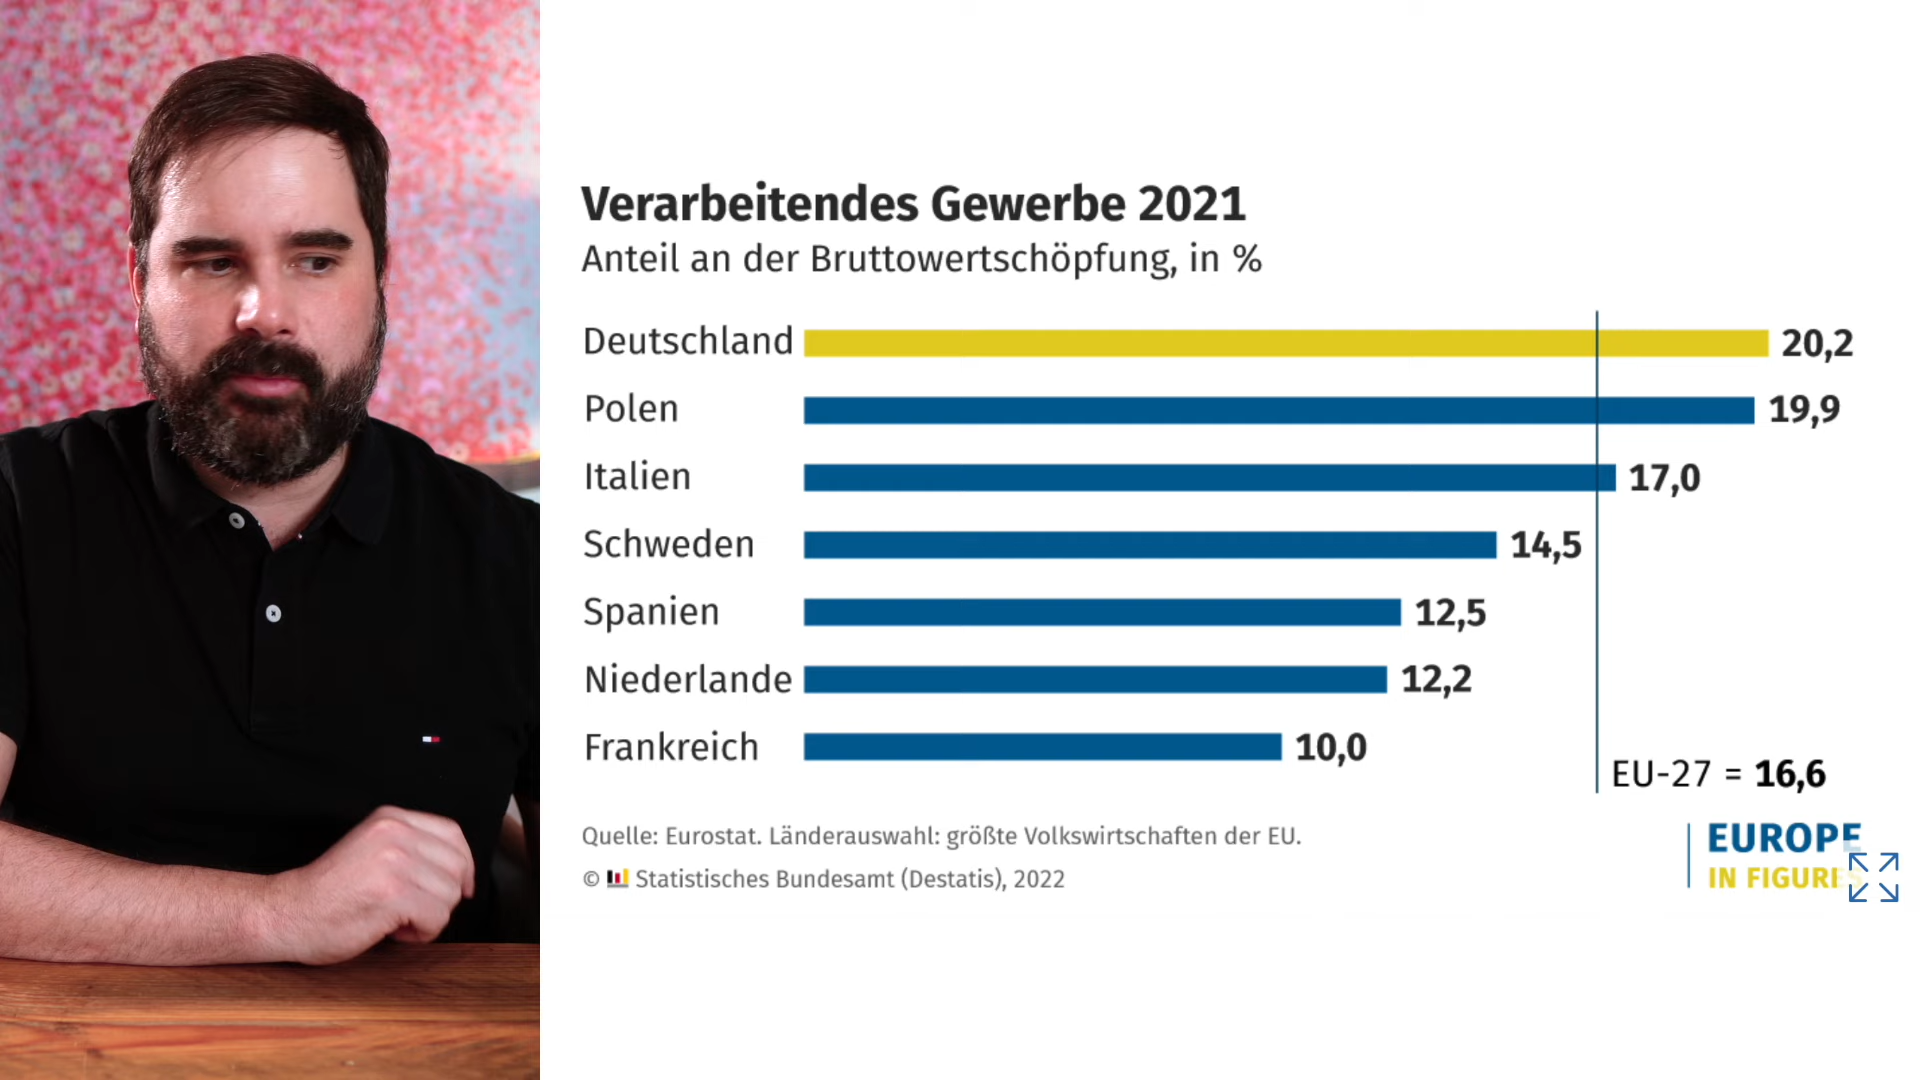 Verarbeitendes Gewerbe 2021
Anteil an der Bruttowertschöpfung, in %
Deutschland 20,2
Polen 19,9
Italien 17,0
Schweden 14,5
Spanien 12,5
Niederlande 12,2
Frankreich 10,0
EU-27 = 16,6
Quelle: Eurostat. Länderauswahl: größte Volkswirtschaften der EU.
© Statistisches Bundesamt (Destatis), 2022
EUROPE
IN FIGURES